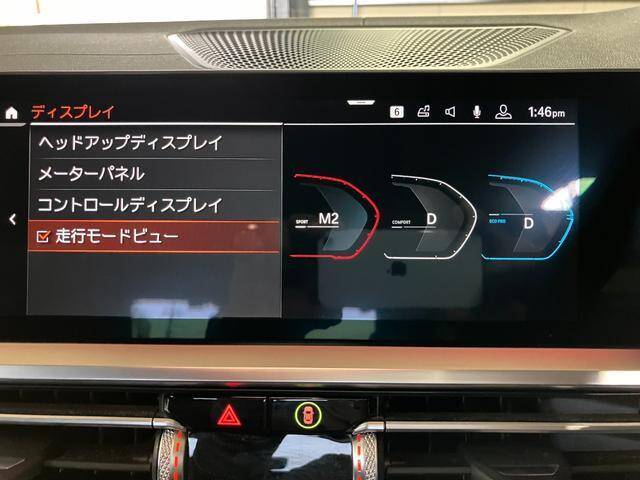 ディスプレイ
6
1:46pm
ヘッドアップディスプレイ
メーターパネル
コントロールディスプレイ
走行モードビュー
SPORT
M2
COMFORT
D
ECO PRO
D